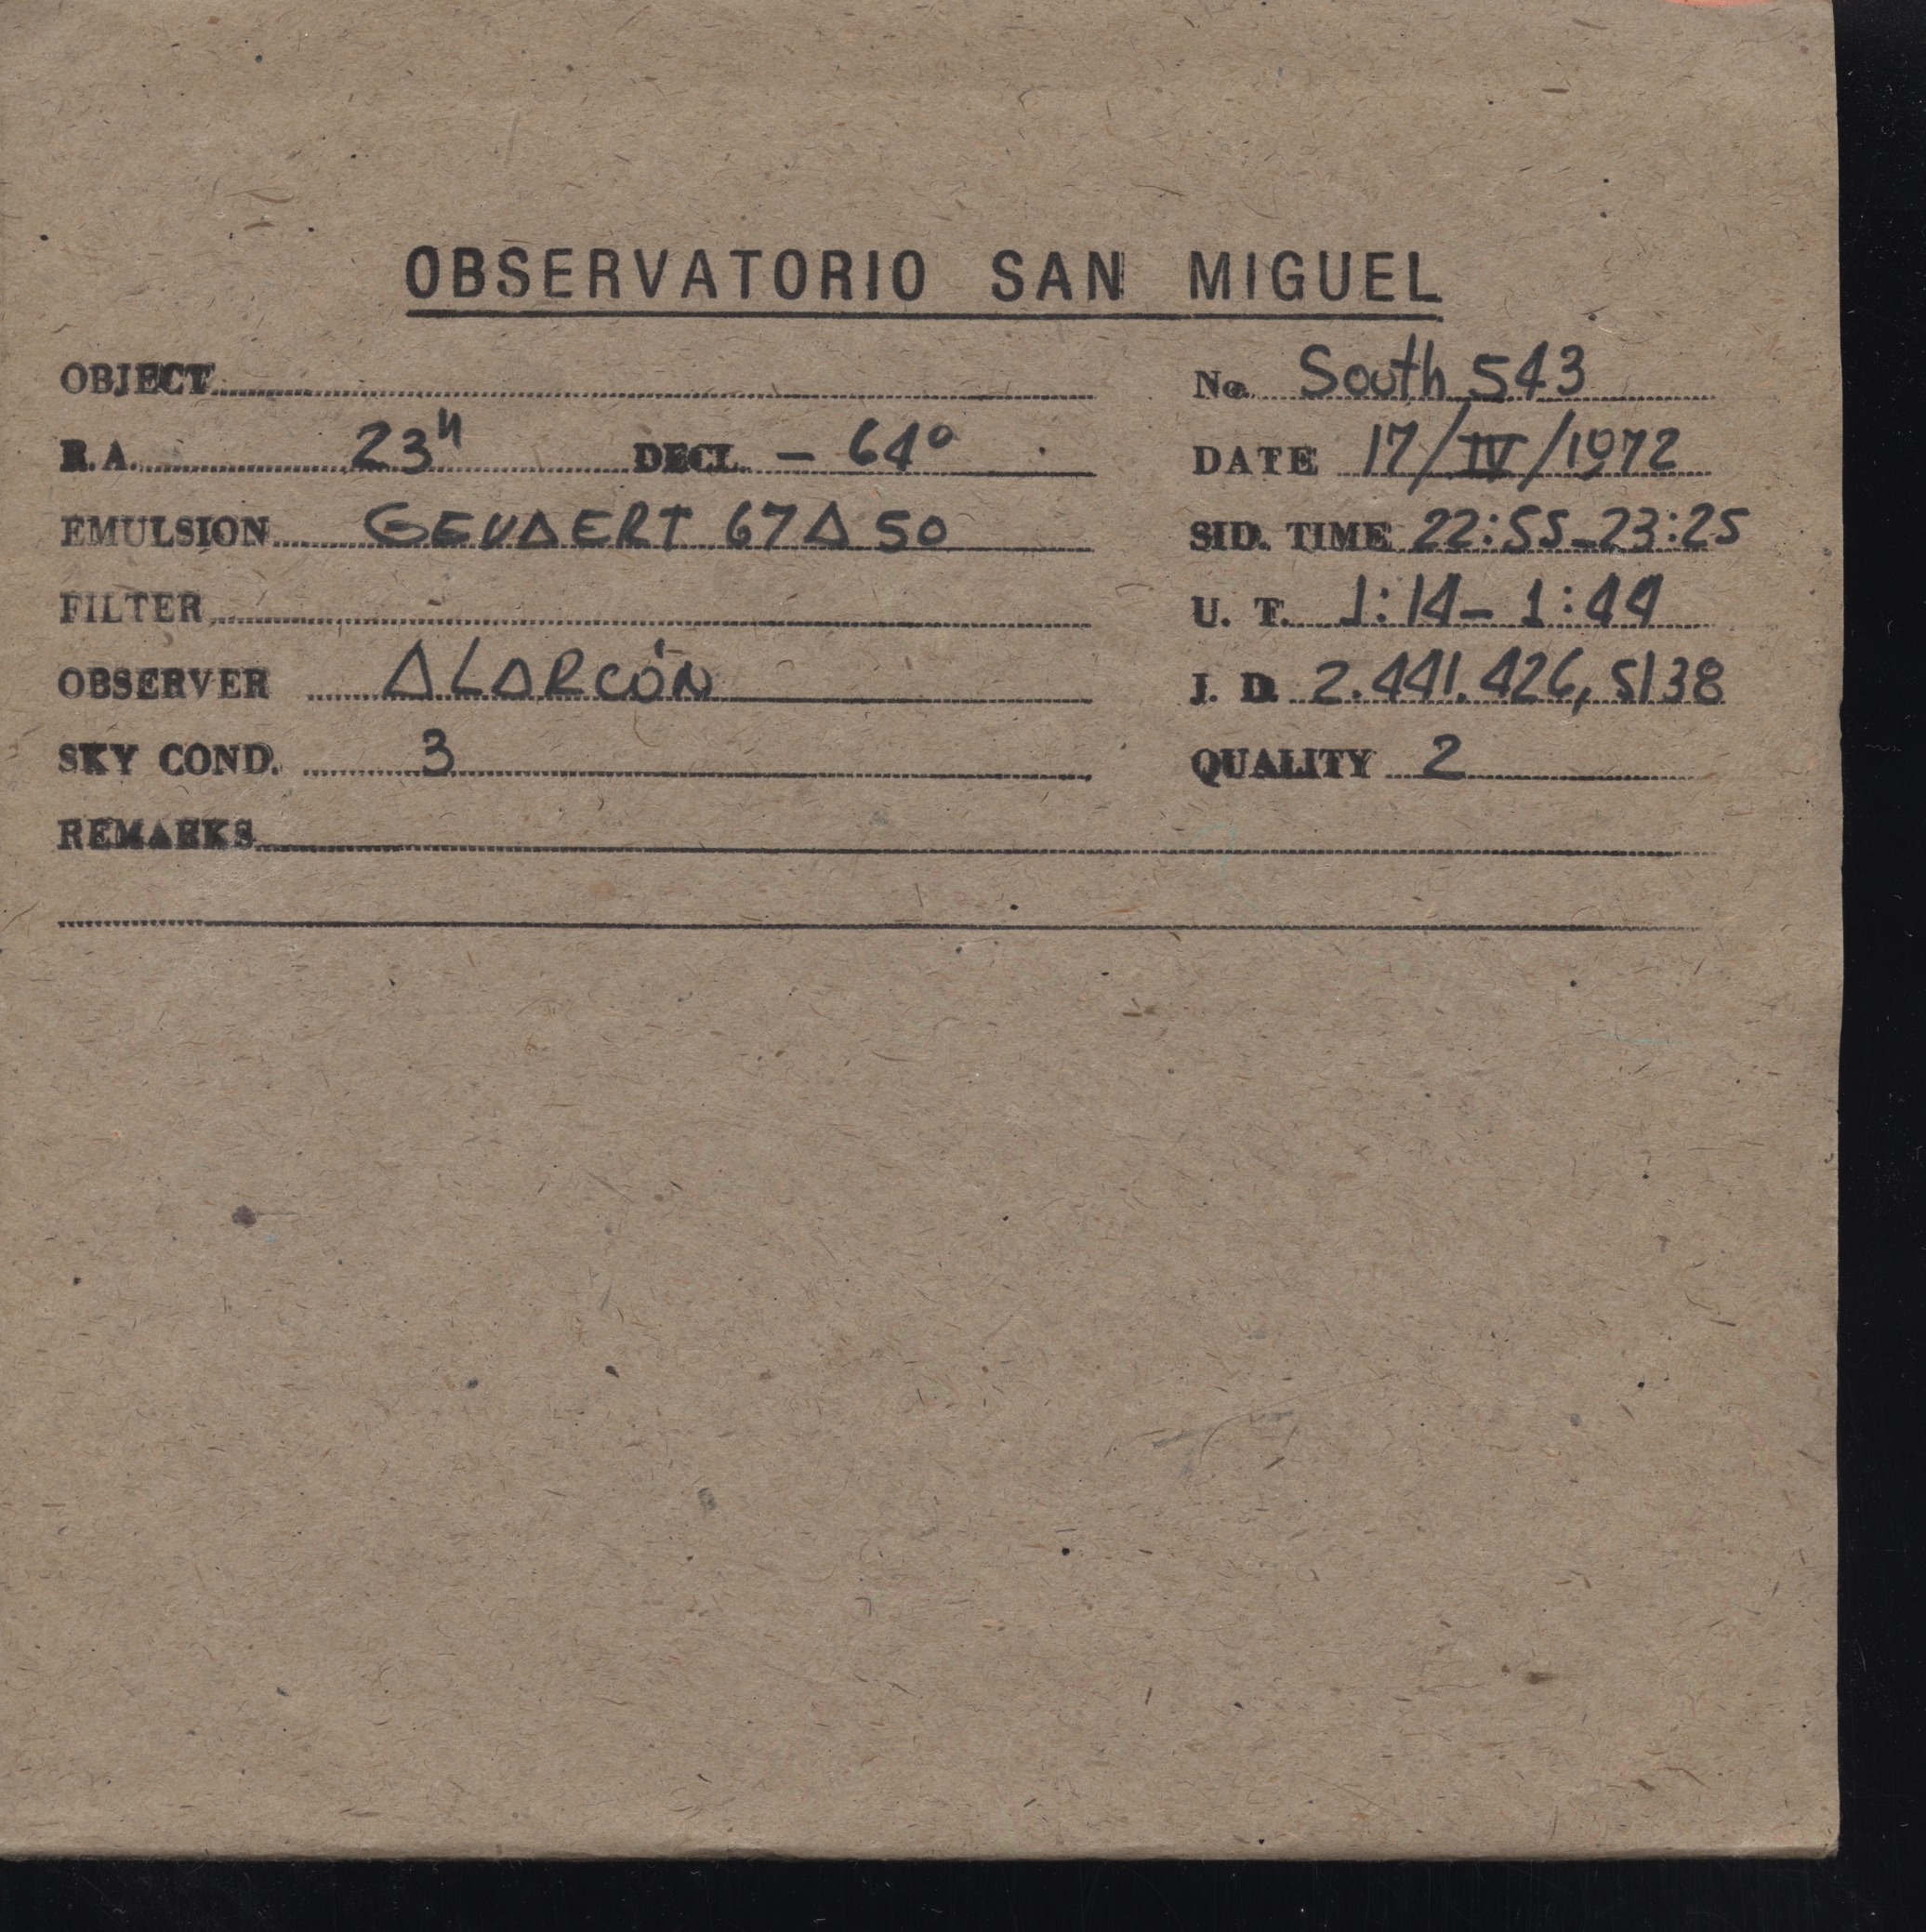 OBSERVATORIO SAN MIGUEL
OBJECT No. South 543
R.A. 23h DECL. - 64° DATE 17/IV/1972
EMULSION GEVAERT 67A50 SID. TIME 22:55-23:25
FILTER U. T. 1:14-1:44
OBSERVER ALARCÓN J. D. 2.441.426,5138
SKY COND. 3 QUALITY 2
REMARKS